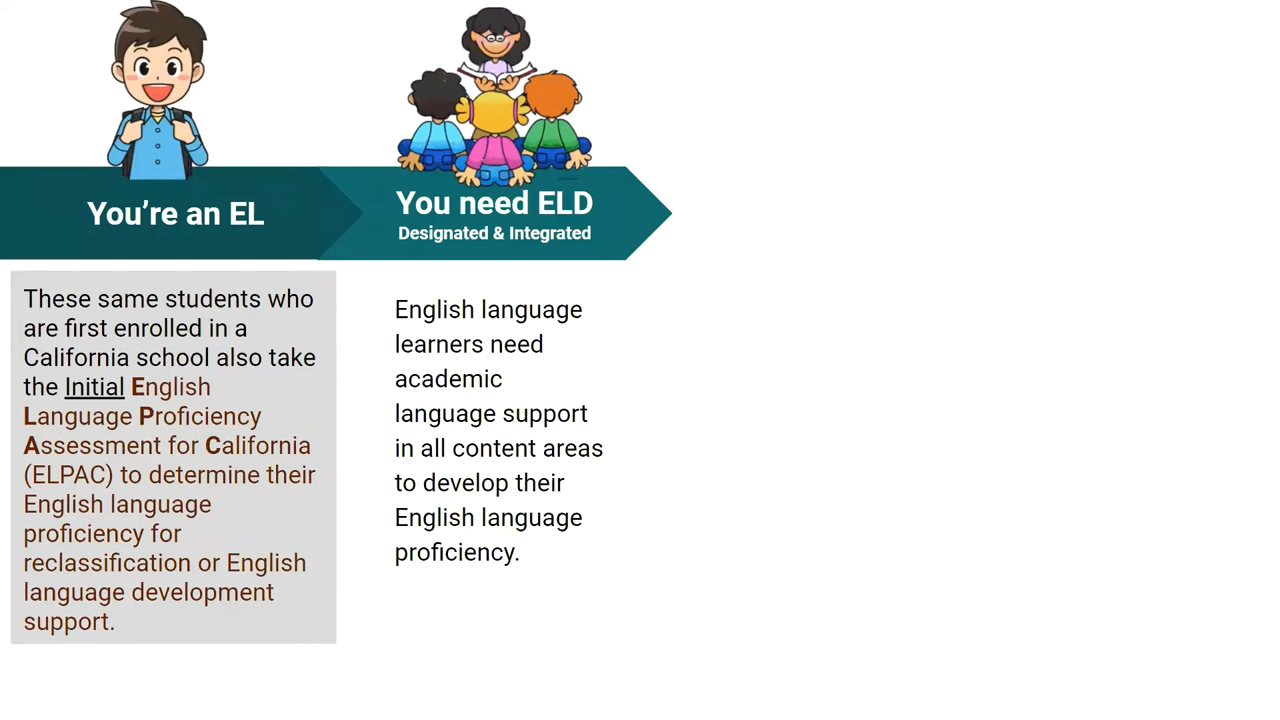 You’re an EL
You need ELD
Designated & Integrated
These same students who
are first enrolled in a
California school also take
the Initial English
Language Proficiency
Assessment for California
(ELPAC) to determine their
English language
proficiency for
reclassification or English
language development
support.
English language
learners need
academic
language support
in all content areas
to develop their
English language
proficiency.